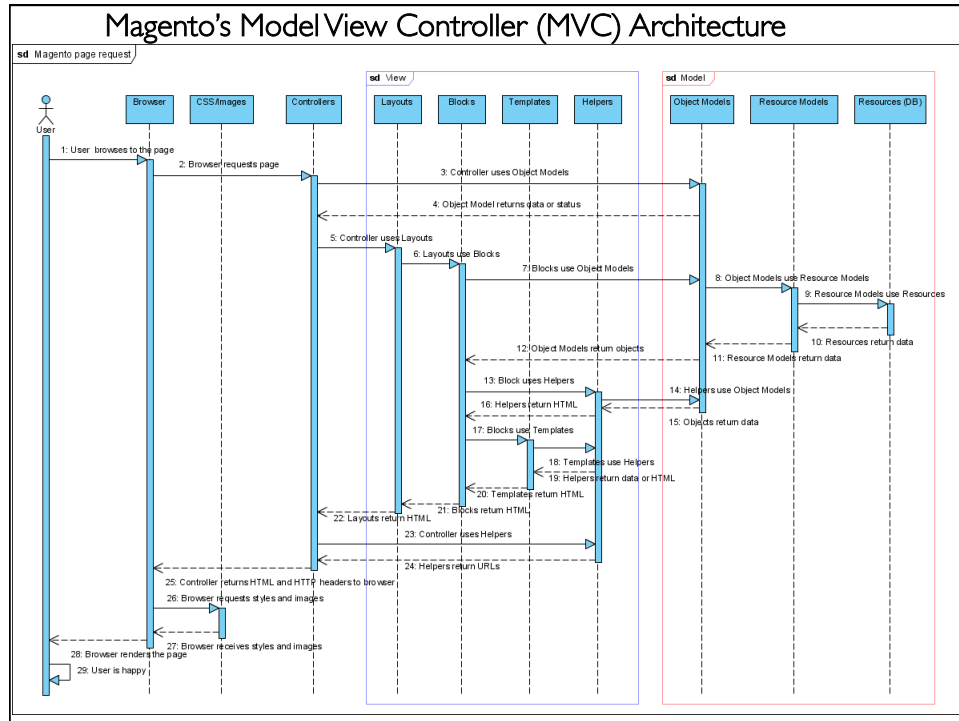 Magento's Model View Controller (MVC) Architecture
sd Magento page request
sd View
sd Model
User
Browser
CSS/Images
Controllers
Layouts
Blocks
Templates
Helpers
Object Models
Resource Models
Resources (DB)
1: User browses to the page
2: Browser requests page
3: Controller uses Object Models
4: Object Model returns data or status
5: Controller uses Layouts
6: Layouts use Blocks
7: Blocks use Object Models
8: Object Models use Resource Models
9: Resource Models use Resources
10: Resources return data
11: Resource Models return data
12: Object Models return objects
13: Block uses Helpers
14: Helpers use Object Models
15: Objects return data
16: Helpers return HTML
17: Blocks use Templates
18: Templates use Helpers
19: Helpers return data or HTML
20: Templates return HTML
21: Blocks return HTML
22: Layouts return HTML
23: Controller uses Helpers
24: Helpers return URLs
25: Controller returns HTML and HTTP headers to browser
26: Browser requests styles and images
27: Browser receives styles and images
28: Browser renders the page
29: User is happy